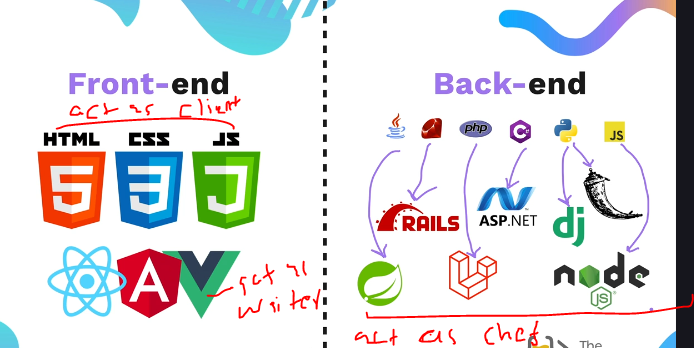 Front-end
act as client
HTML CSS JS
act as
waiter
Back-end
php
C#
JS
RAILS
ASP.NET
dj
node
JS
act as chef
The